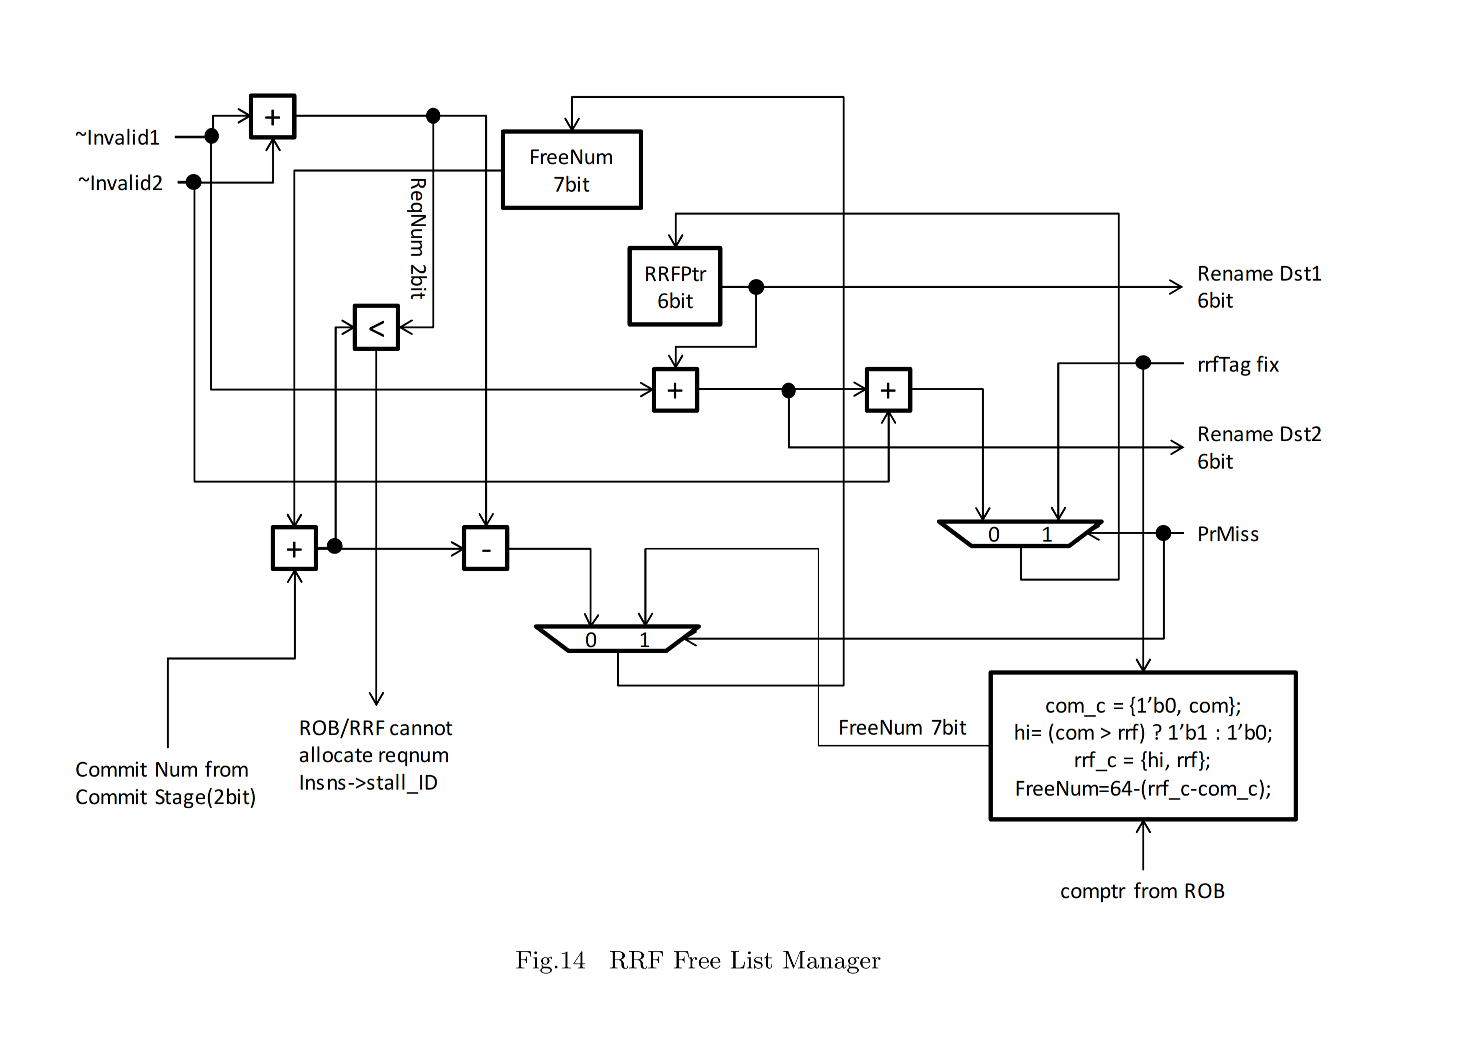 +
~Invalid1
~Invalid2
FreeNum
7bit
ReqNum 2bit
RRFPtr
6bit
Rename Dst1
6bit
<
rrfTag fix
+
+
Rename Dst2
6bit
0 1
PrMiss
+
-
0 1
com_c = {1’b0, com};
hi= (com > rrf) ? 1’b1 : 1’b0;
rrf_c = {hi, rrf};
FreeNum=64-(rrf_c-com_c);
FreeNum 7bit
ROB/RRF cannot
allocate reqnum
Insns->stall_ID
Commit Num from
Commit Stage(2bit)
comptr from ROB
Fig.14 RRF Free List Manager